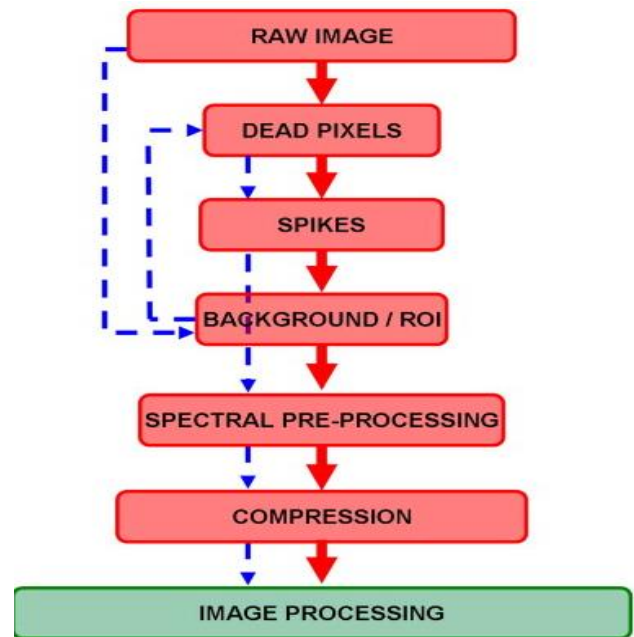 RAW IMAGE
DEAD PIXELS
SPIKES
BACKGROUND / ROI
SPECTRAL PRE-PROCESSING
COMPRESSION
IMAGE PROCESSING